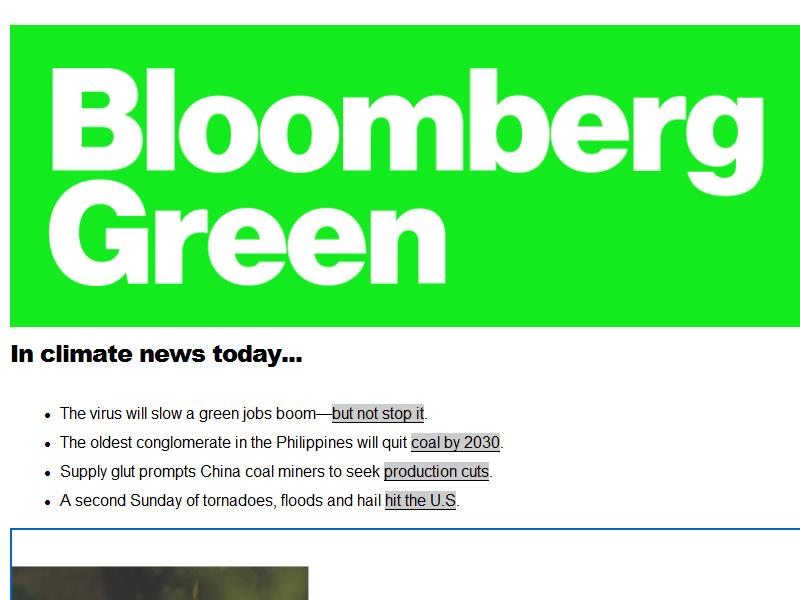 Bloomberg
Green
In climate news today...
The virus will slow a green jobs boom—but not stop it.
The oldest conglomerate in the Philippines will quit coal by 2030.
Supply glut prompts China coal miners to seek production cuts.
A second Sunday of tornadoes, floods and hail hit the U.S.